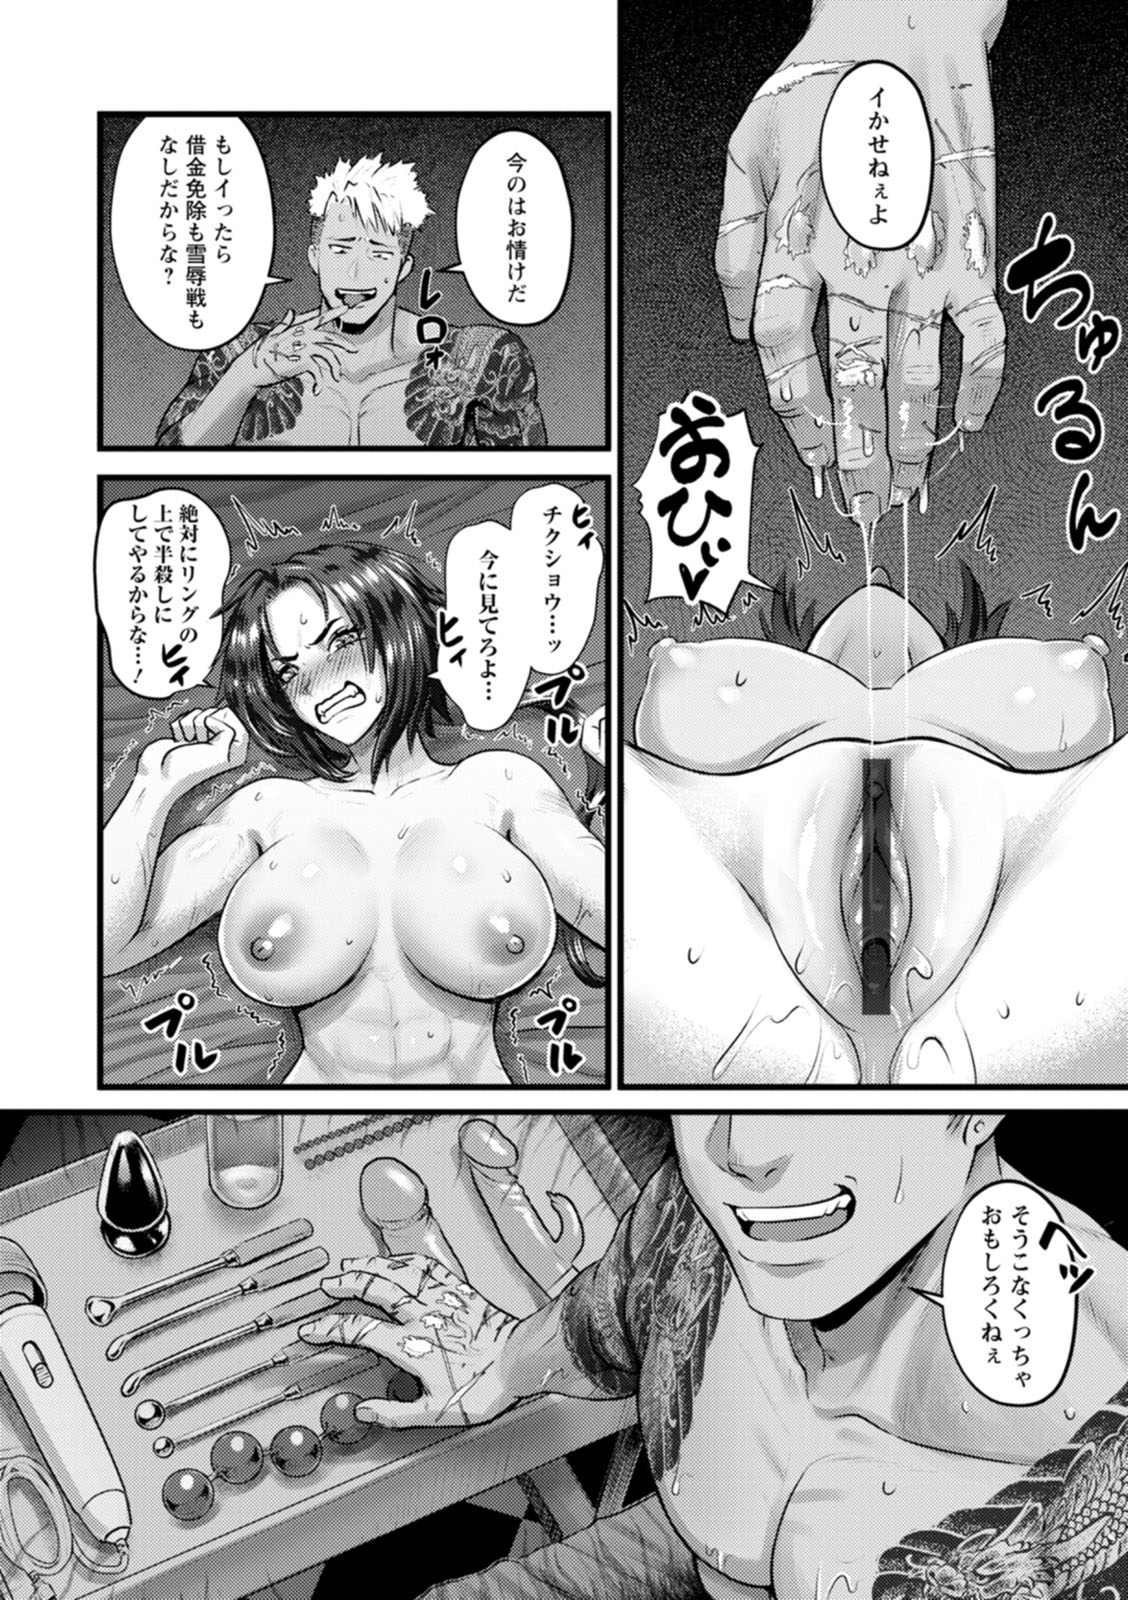 イかせねぇよ
ちゅるん
おひぃ♥
今のはお情けだ
レロォ
もしイったら
借金免除も雪辱戦も
なしだからな？
ヒィ
チクショウ…ッ
今に見てろよ…
ヒィ
プル
プル
絶対にリングの
上で半殺しに
してやるからな…！
ヒィ
プル
プル
ヘッ
そうこなくっちゃ
おもしろくねぇ